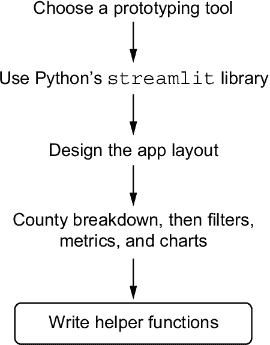 Choose a prototyping tool
Use Python's streamlit library
Design the app layout
County breakdown, then filters,
metrics, and charts
Write helper functions